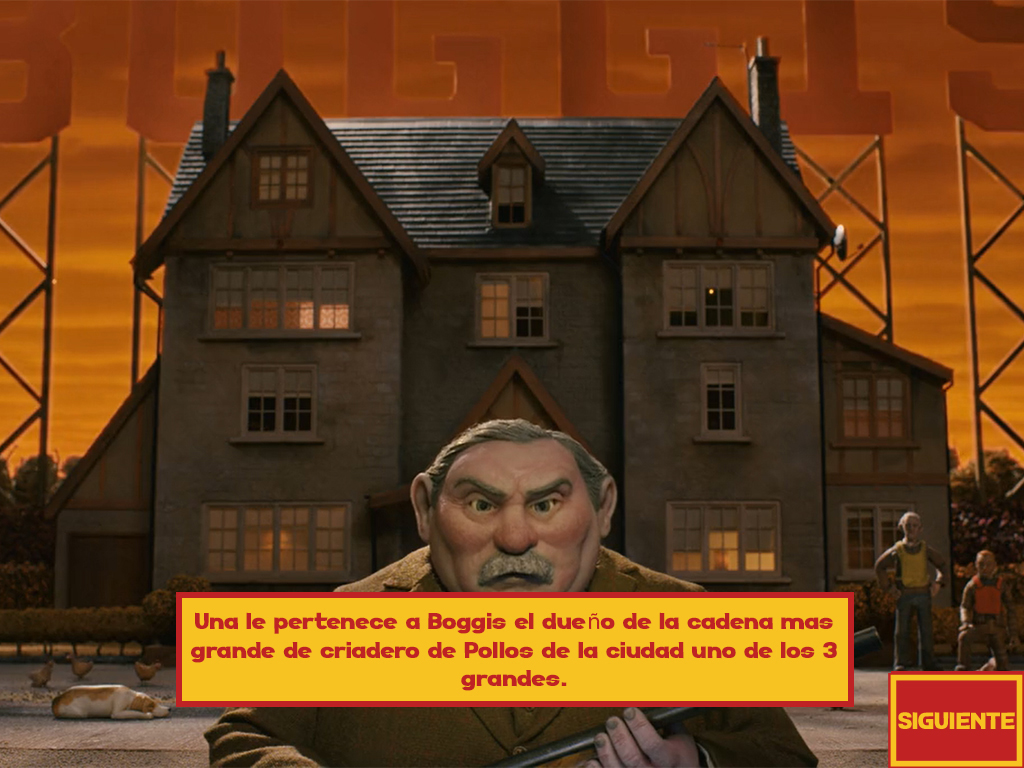 BOGGIS
Una le pertenece a Boggis el dueño de la cadena mas
grande de criadero de Pollos de la ciudad uno de los 3
grandes.
SIGUIENTE